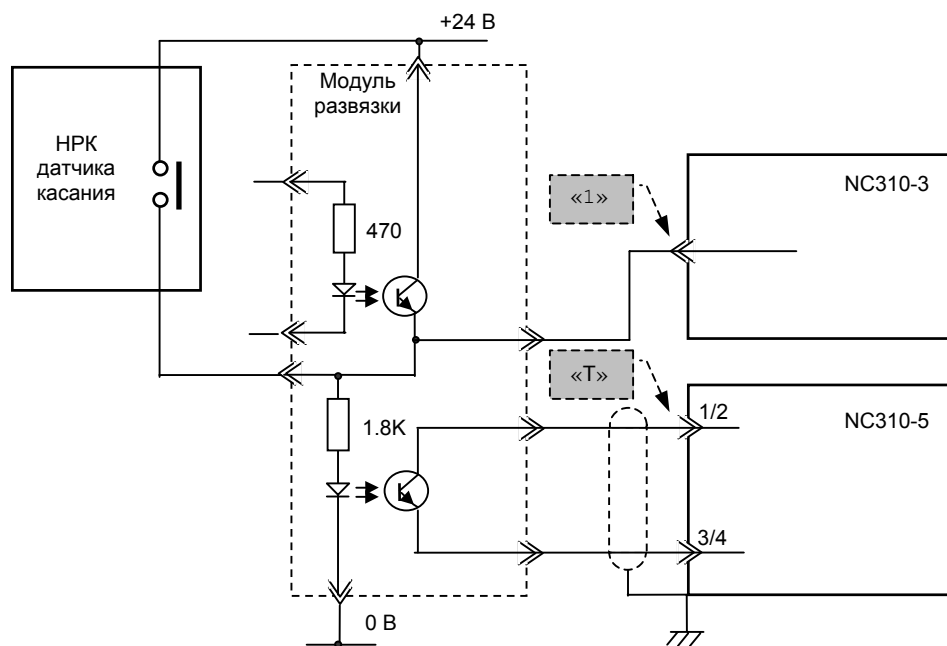 +24 В
Модуль
развязки
НРК
датчика
касания
470
«1»
NC310-3
«Т»
1/2
NC310-5
1.8K
3/4
0 В